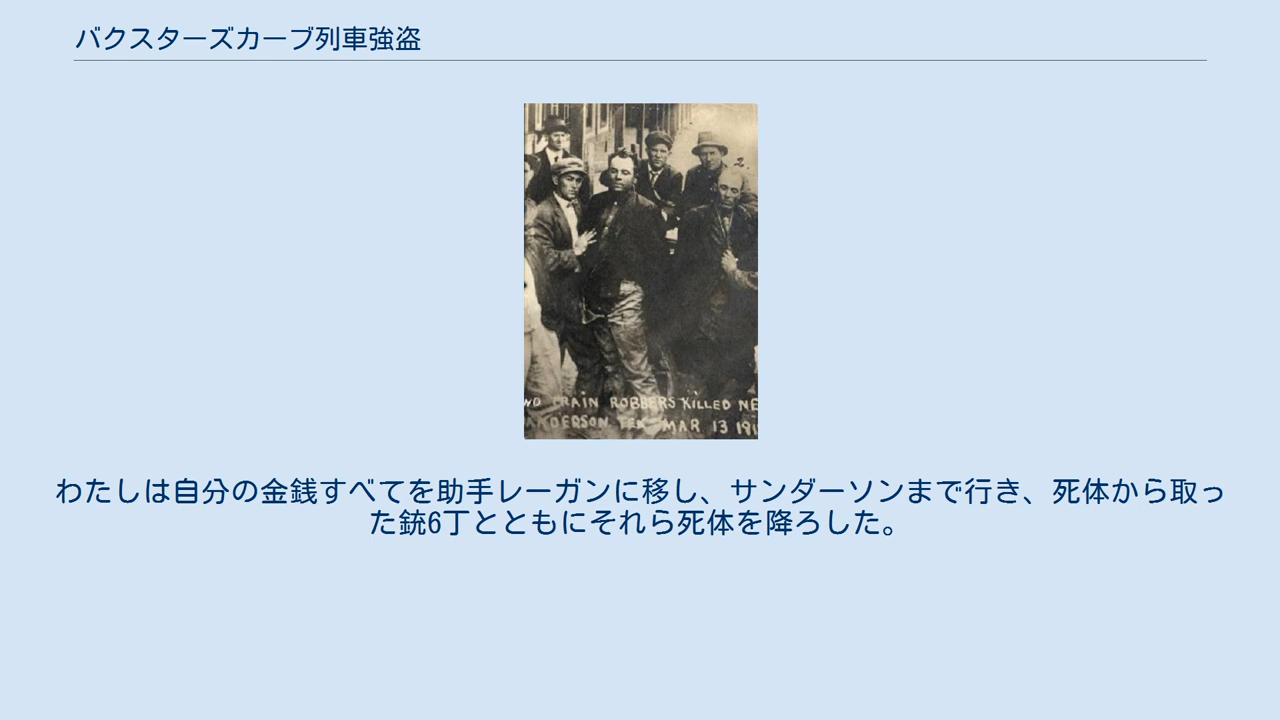 バクスターズカーブ列車強盗
ND TRAIN ROBBERS KILLED NE
ANDERSON TEX MAR 13 191
わたしは自分の金銭すべてを助手レーガンに移し、サンダーソンまで行き、死体から取っ
た銃6丁とともにそれら死体を降ろした。